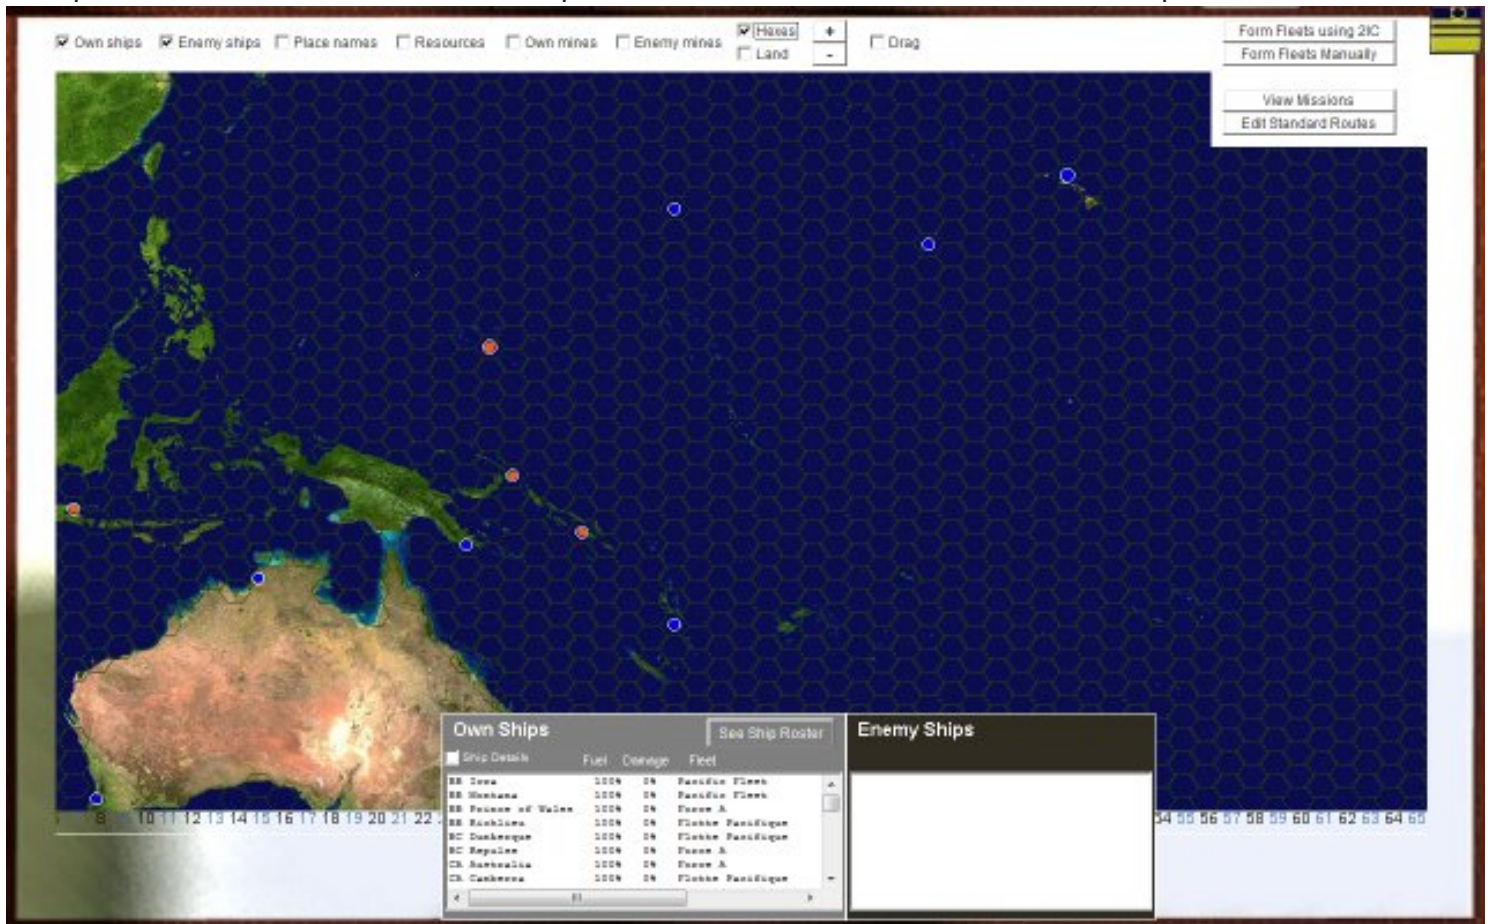 Own ships Enemy ships Place names Resources Own mines Enemy mines Hexes + Drag
Land -
Form Fleets using 2IC
Form Fleets Manually
View Missions
Edit Standard Routes
8 10 11 12 13 14 15 16 17 18 19 20 21 22
54 55 56 57 58 59 60 61 62 63 64 65
Own Ships See Ship Roster
Ship Details Fuel Damage Fleet
BB Iowa 100% 0% Pacific Fleet
BB Montana 100% 0% Pacific Fleet
BB Prince of Wales 100% 0% Force A
BB Richlieu 100% 0% Flotte Pacifique
BC Dunkerque 100% 0% Flotte Pacifique
BC Repulse 100% 0% Force A
CA Australia 100% 0% Force A
CA Canberra 100% 0% Flotte Pacifique
Enemy Ships